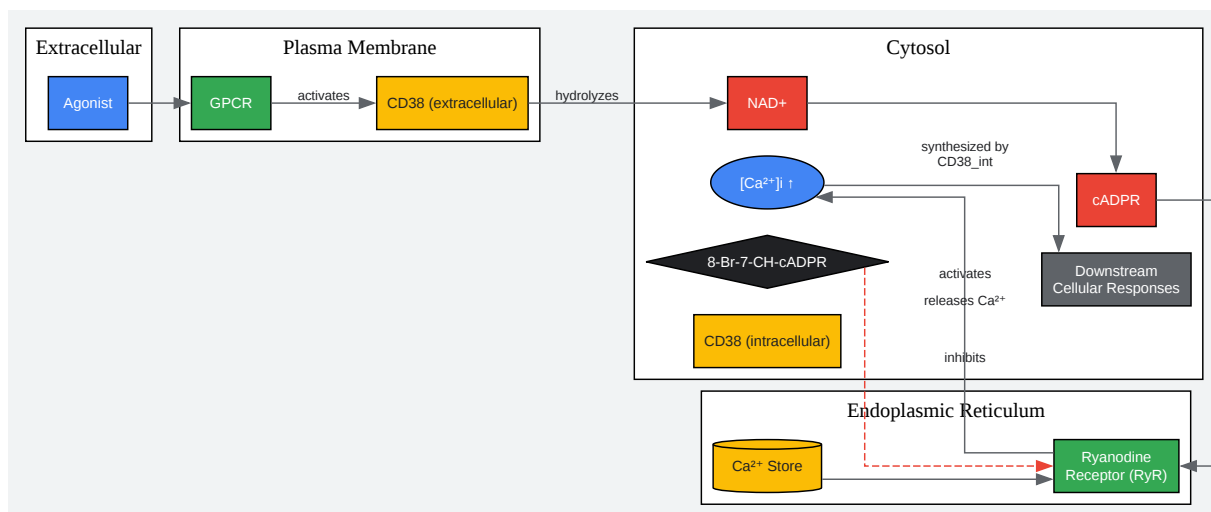 Extracellular
Plasma Membrane
Cytosol
Agonist
GPCR
activates
CD38 (extracellular)
hydrolyzes
NAD+
synthesized by
CD38_int
[Ca²⁺]i ↑
cADPR
8-Br-7-CH-cADPR
activates
Downstream
Cellular Responses
releases Ca²⁺
CD38 (intracellular)
inhibits
Endoplasmic Reticulum
Ca²⁺ Store
Ryanodine
Receptor (RyR)